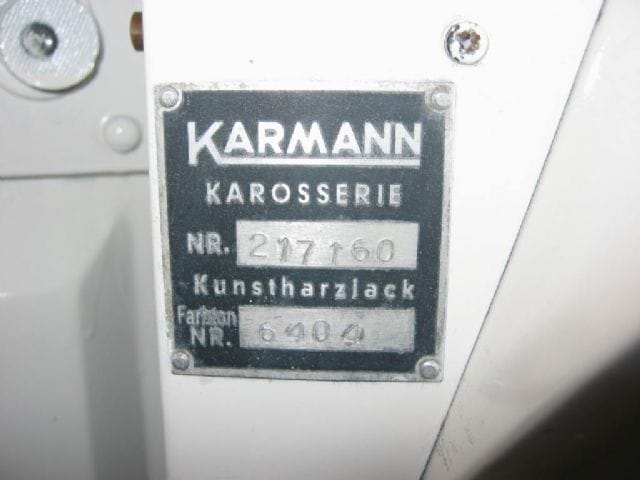 KARMANN
KAROSSERIE
NR. 217160
Kunstharzlack
Farbton
NR. 6404